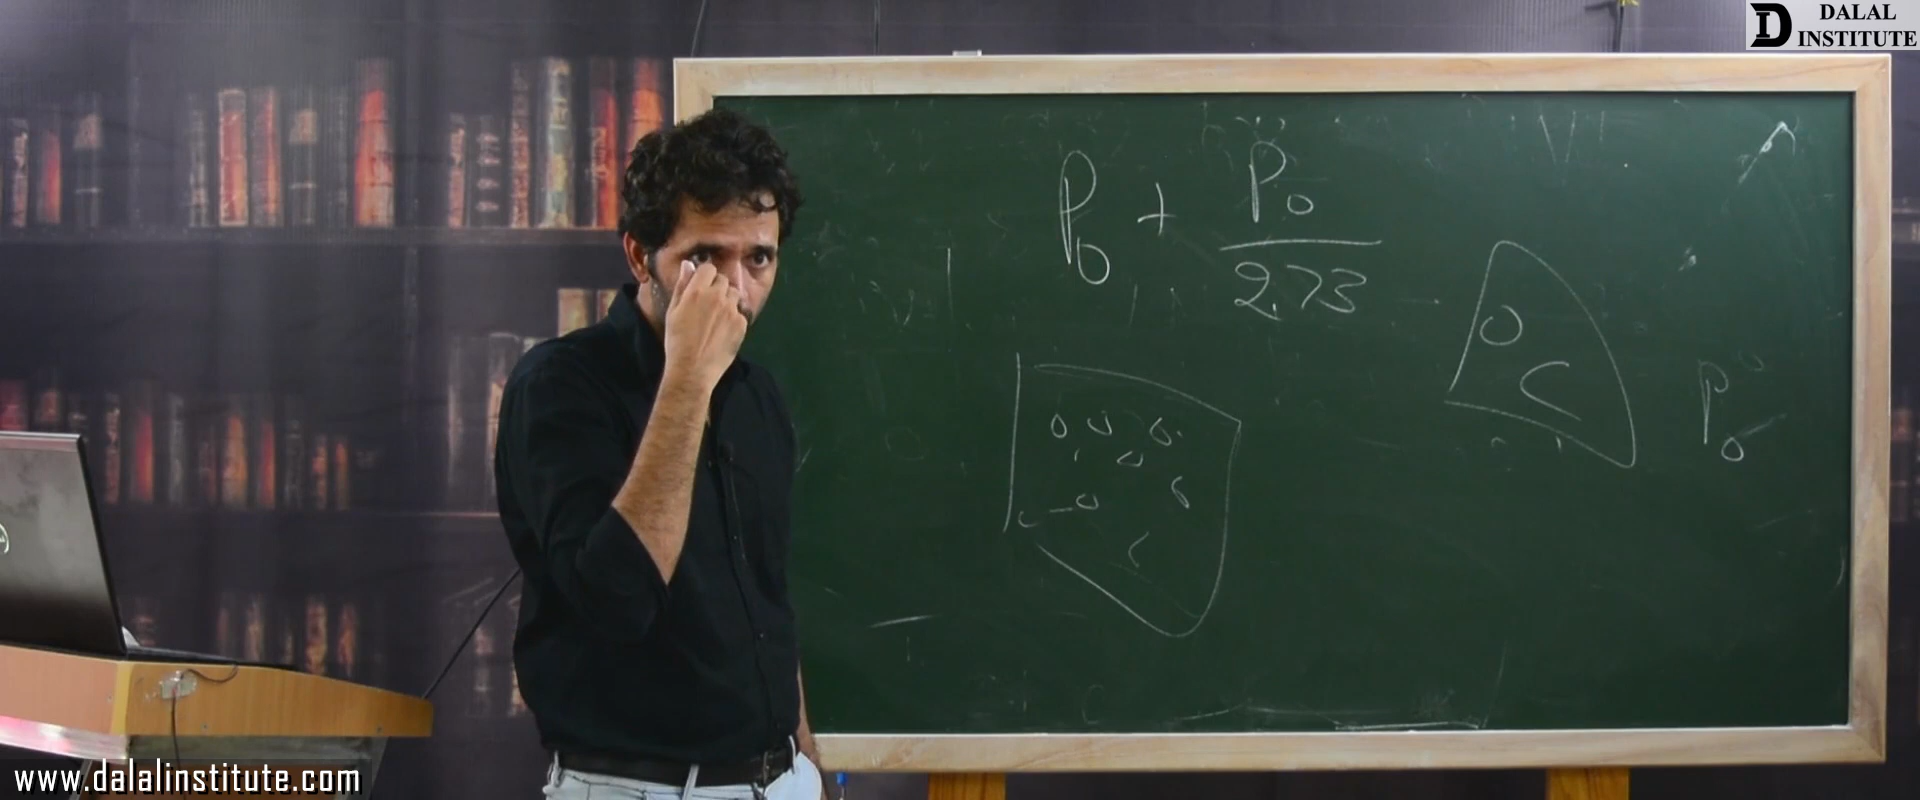 DALAL
INSTITUTE
P₀ + P₀
2.73
P₀
www.dalalinstitute.com